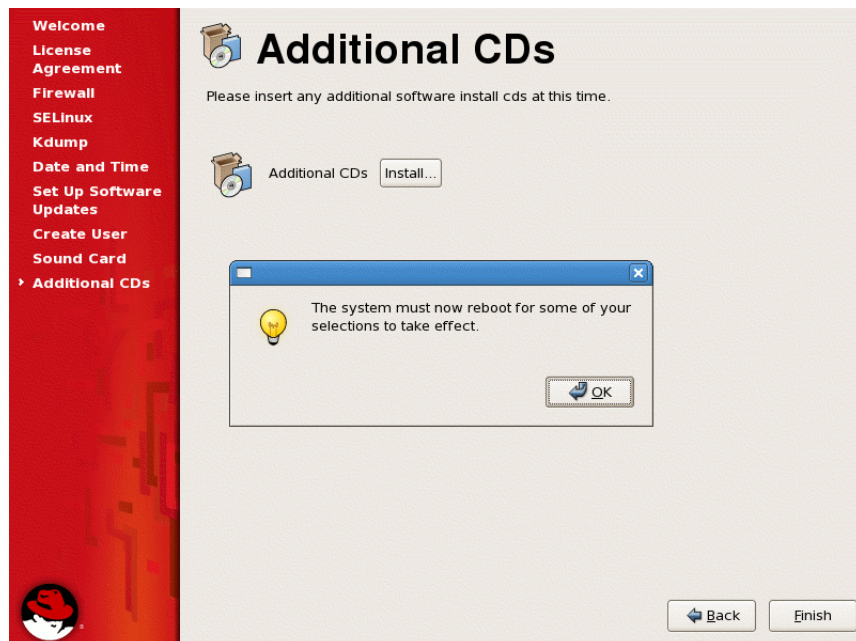 Welcome
License
Agreement
Firewall
SELinux
Kdump
Date and Time
Set Up Software
Updates
Create User
Sound Card
Additional CDs
Additional CDs
Please insert any additional software install cds at this time.
Additional CDs Install...
The system must now reboot for some of your
selections to take effect.
OK
Back Finish